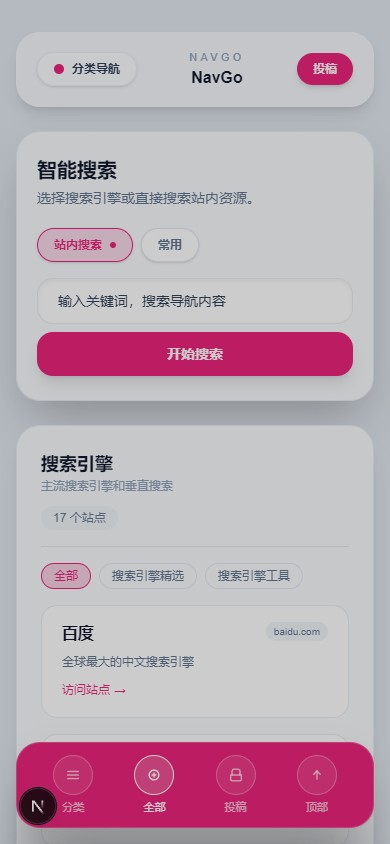 分类导航
NAVGO
NavGo
投稿
智能搜索
选择搜索引擎或直接搜索站内资源。
站内搜索
常用
输入关键词，搜索导航内容
开始搜索
搜索引擎
主流搜索引擎和垂直搜索
17 个站点
全部
搜索引擎精选
搜索引擎工具
百度
baidu.com
全球最大的中文搜索引擎
访问站点 →
N
分类
全部
投稿
顶部